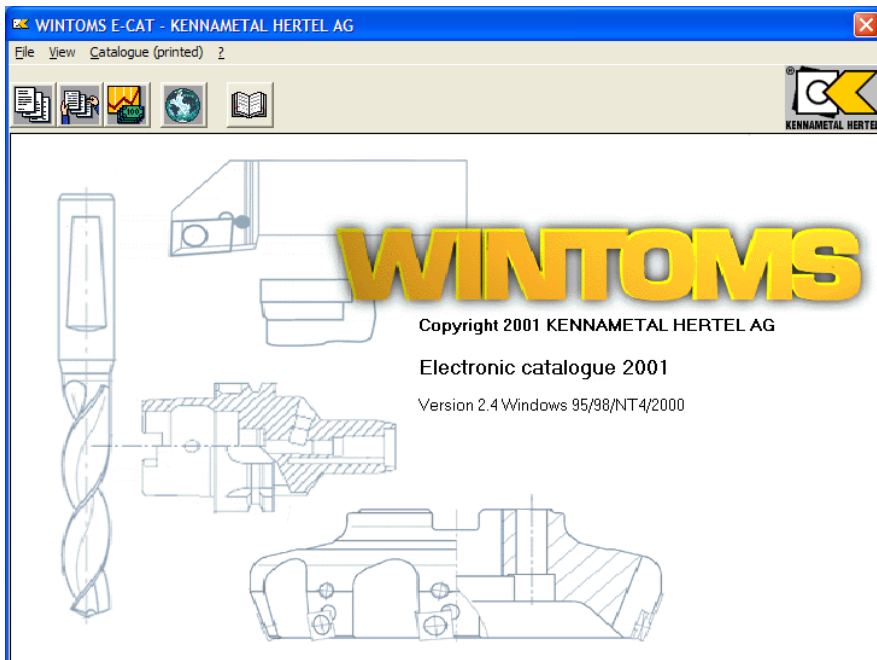 WINTOMS E-CAT - KENNAMETAL HERTEL AG
File View Catalogue (printed) ?
100
®
KENNAMETAL HERTEL
WINTOMS
Copyright 2001 KENNAMETAL HERTEL AG
Electronic catalogue 2001
Version 2.4 Windows 95/98/NT4/2000